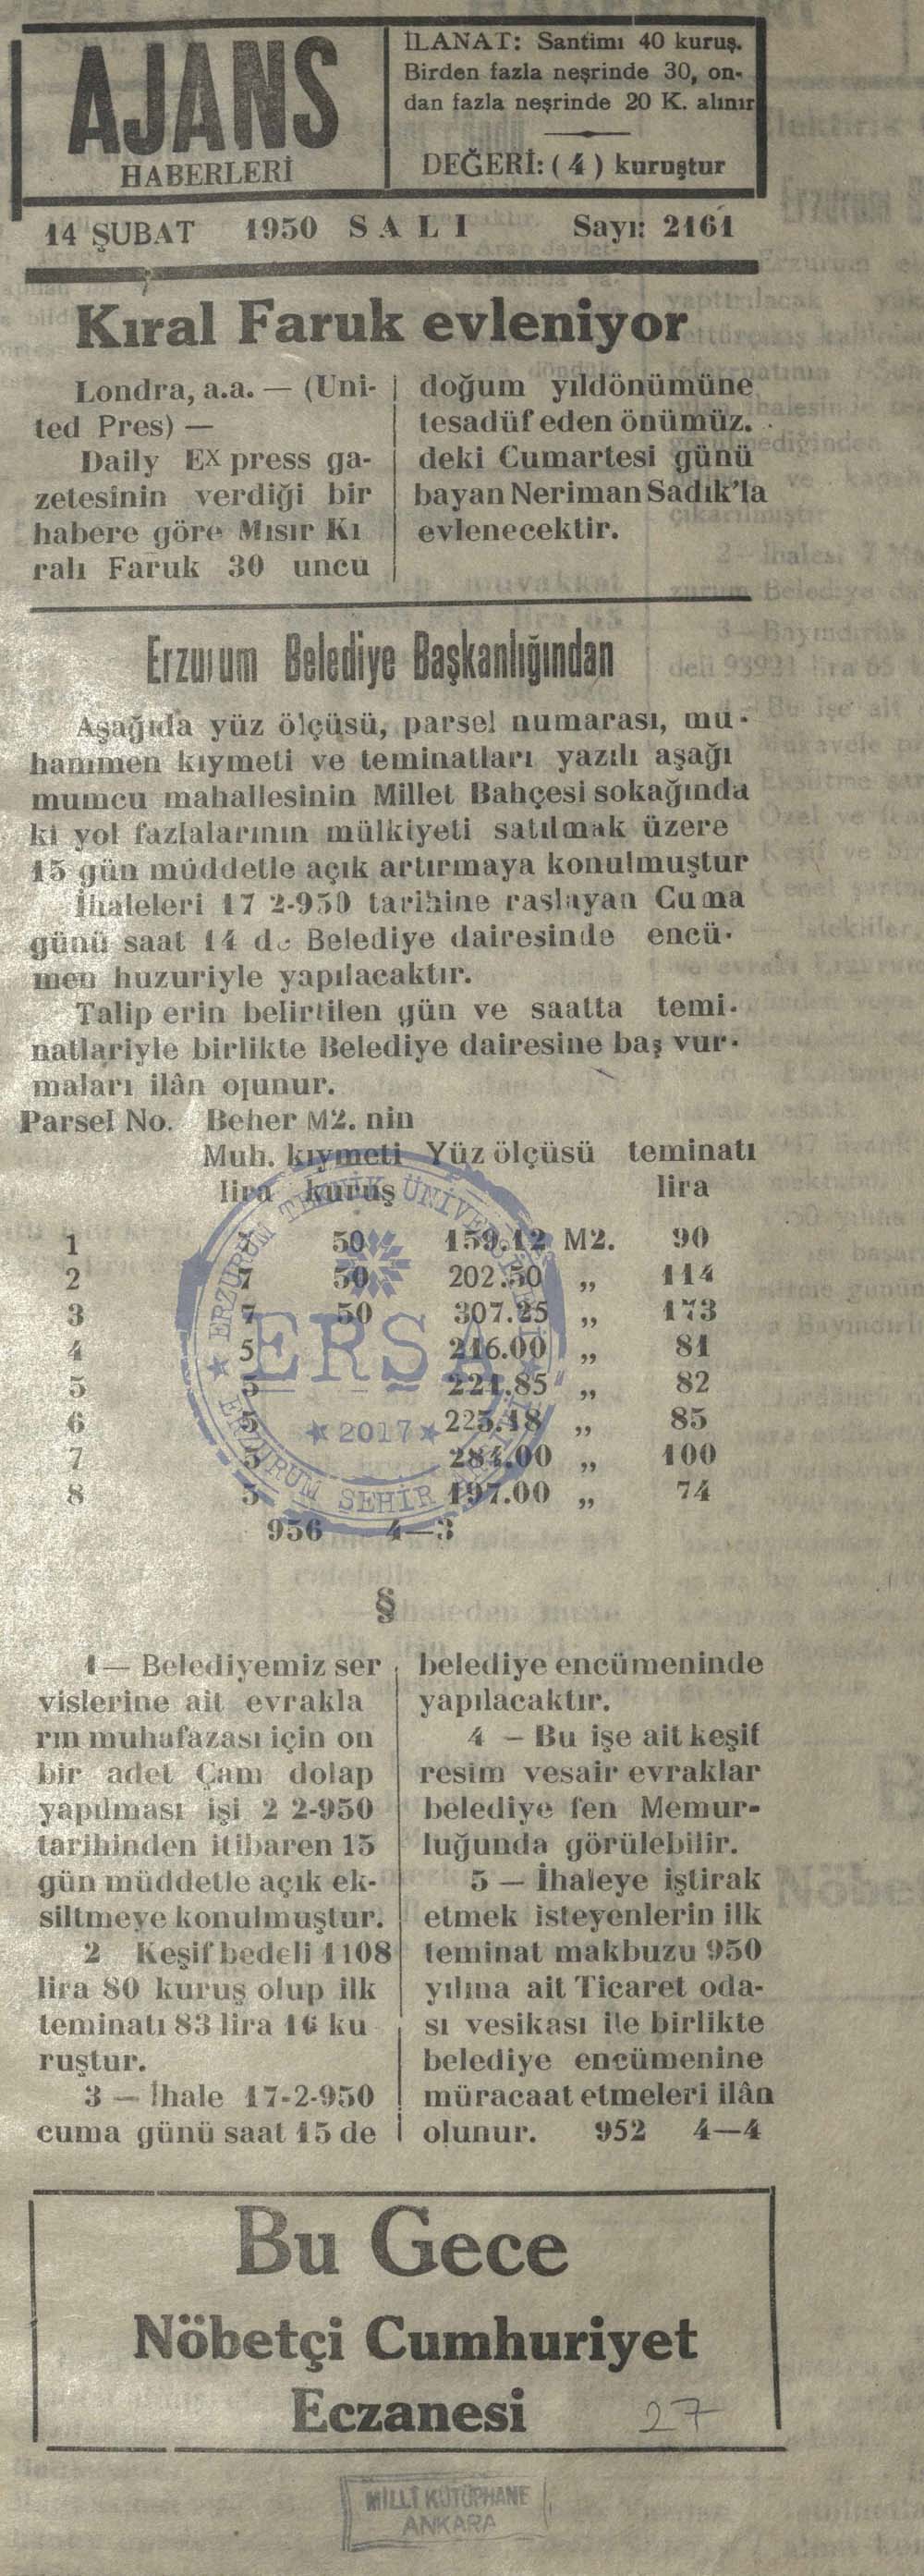 AJANS
HABERLERİ
İLANAT: Santimı 40 kuruş.
Birden fazla neşrinde 30, on-
dan fazla neşrinde 20 K. alınır
DEĞERİ: ( 4 ) kuruştur
14 ŞUBAT 1950 SALI Sayı: 2161
Kıral Faruk evleniyor
Londra, a.a. — (Uni-
ted Pres) —
Daily EXpress ga-
zetesinin verdiği bir
habere göre Mısır Kı
ralı Faruk 30 uncu
doğum yıldönümüne
tesadüf eden önümüz.
deki Cumartesi günü
bayan Neriman Sadık'la
evlenecektir.
Erzurum Belediye Başkanlığından
Aşağıda yüz ölçüsü, parsel numarası, mu-
hammen kıymeti ve teminatları yazılı aşağı
mumcu mahallesinin Millet Bahçesi sokağında
ki yol fazlalarının mülkiyeti satılmak üzere
15 gün müddetle açık artırmaya konulmuştur
İhaleleri 17 2-950 tarihine raslayan Cuma
günü saat 14 de Belediye dairesinde encü-
men huzuriyle yapılacaktır.
Talip erin belirtilen gün ve saatta temi-
natlariyle birlikte Belediye dairesine baş vur-
maları ilân olunur.
Parsel No. Beher M2. nin
Muh. kıymeti Yüz ölçüsü teminatı
lira kuruş lira
1 7 50 159.12 M2. 90
2 7 50 202.50 ,, 114
3 7 50 307.25 ,, 173
4 5 216.00 ,, 81
5 5 221.85 ,, 82
6 5 225.18 ,, 85
7 5 284.00 ,, 100
8 5 197.00 ,, 74
956 4—3
ERZURUM TEKNİK ÜNİVERSİTESİ
ERSA
2017
ERZURUM ŞEHİR
§
1— Belediyemiz ser
vislerine ait evrakla
rın muhafazası için on
bir adet Çam dolap
yapılması işi 2 2-950
tarihinden itibaren 15
gün müddetle açık ek-
siltmeye konulmuştur.
2 Keşif bedeli 1108
lira 80 kuruş olup ilk
teminatı 83 lira 16 ku
ruştur.
3 — İhale 17-2-950
cuma günü saat 15 de
belediye encümeninde
yapılacaktır.
4 — Bu işe ait keşif
resim vesair evraklar
belediye fen Memur-
luğunda görülebilir.
5 — İhaleye iştirak
etmek isteyenlerin ilk
teminat makbuzu 950
yılına ait Ticaret oda-
sı vesikası ile birlikte
belediye encümenine
müracaat etmeleri ilân
olunur. 952 4—4
Bu Gece
Nöbetçi Cumhuriyet
Eczanesi
27
MİLLİ KÜTÜPHANE
ANKARA